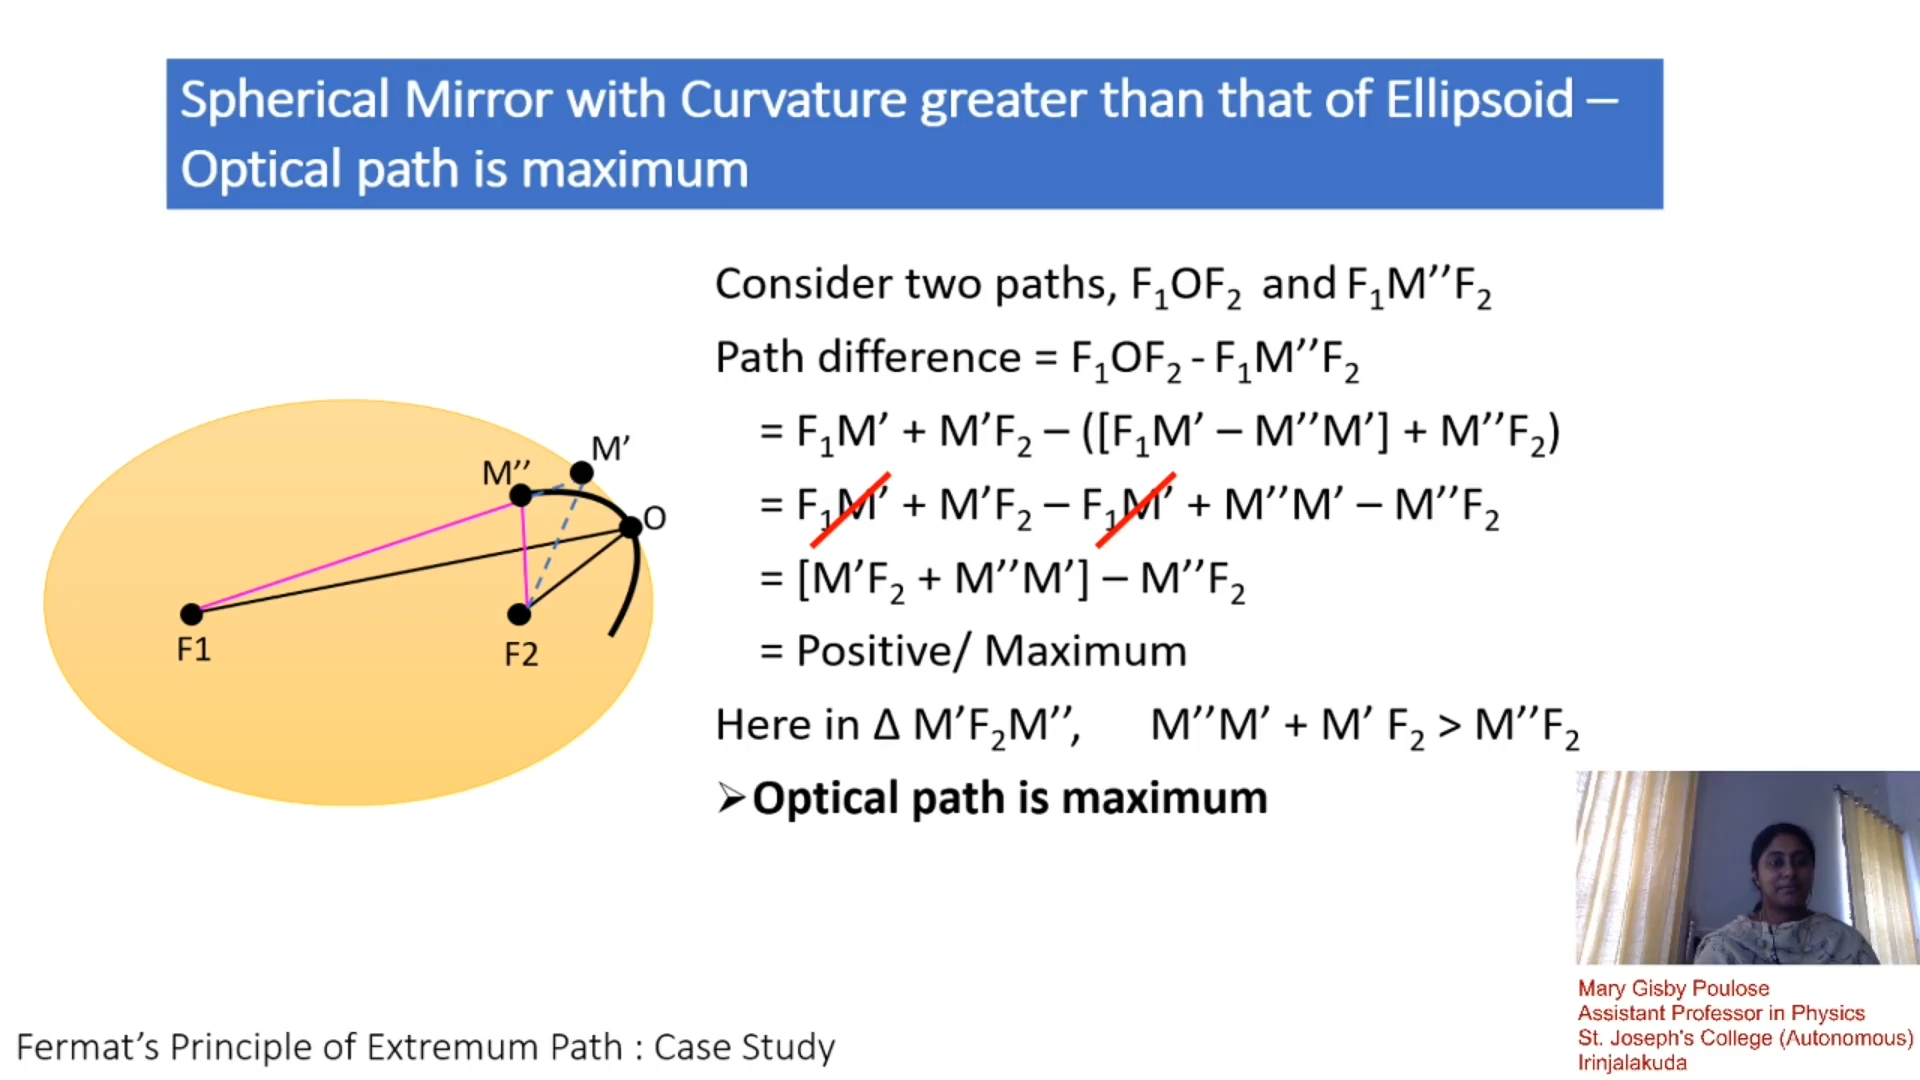 Spherical Mirror with Curvature greater than that of Ellipsoid –
Optical path is maximum
Consider two paths, F₁OF₂ and F₁M’’F₂
Path difference = F₁OF₂ - F₁M’’F₂
= F₁M’ + M’F₂ – ([F₁M’ – M’’M’] + M’’F₂)
= F₁M’ + M’F₂ – F₁M’ + M’’M’ – M’’F₂
= [M’F₂ + M’’M’] – M’’F₂
= Positive/ Maximum
Here in Δ M’F₂M’’, M’’M’ + M’ F₂ > M’’F₂
➢Optical path is maximum
M’
M’’
O
F1
F2
Mary Gisby Poulose
Assistant Professor in Physics
St. Joseph's College (Autonomous)
Irinjalakuda
Fermat’s Principle of Extremum Path : Case Study